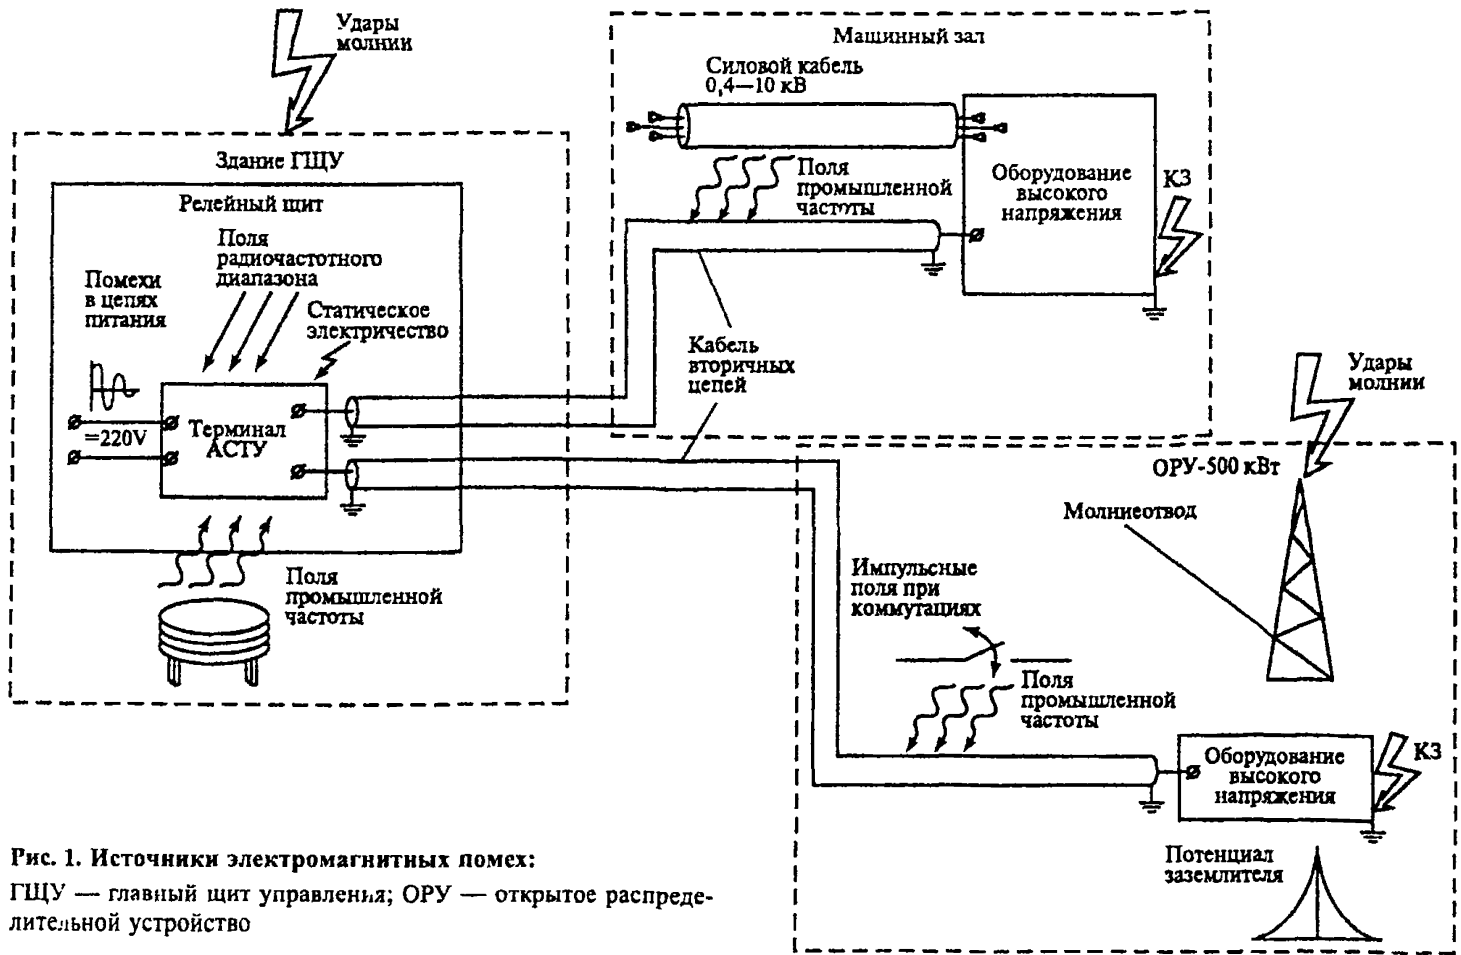 Удары
молнии
Здание ГЩУ
Релейный щит
Поля
радиочастотного
диапазона
Помехи
в цепях
питания
Статическое
электричество
=220V
Терминал
АСТУ
Поля
промышленной
частоты
Машинный зал
Силовой кабель
0,4—10 кВ
Поля
промышленной
частоты
Оборудование
высокого
напряжения
КЗ
Кабель
вторичных
цепей
Удары
молнии
ОРУ-500 кВт
Молниеотвод
Импульсные
поля при
коммутациях
Поля
промышленной
частоты
Оборудование
высокого
напряжения
КЗ
Потенциал
заземлителя
Рис. 1. Источники электромагнитных помех:
ГЩУ — главный щит управленья; ОРУ — открытое распреде-
лительной устройство